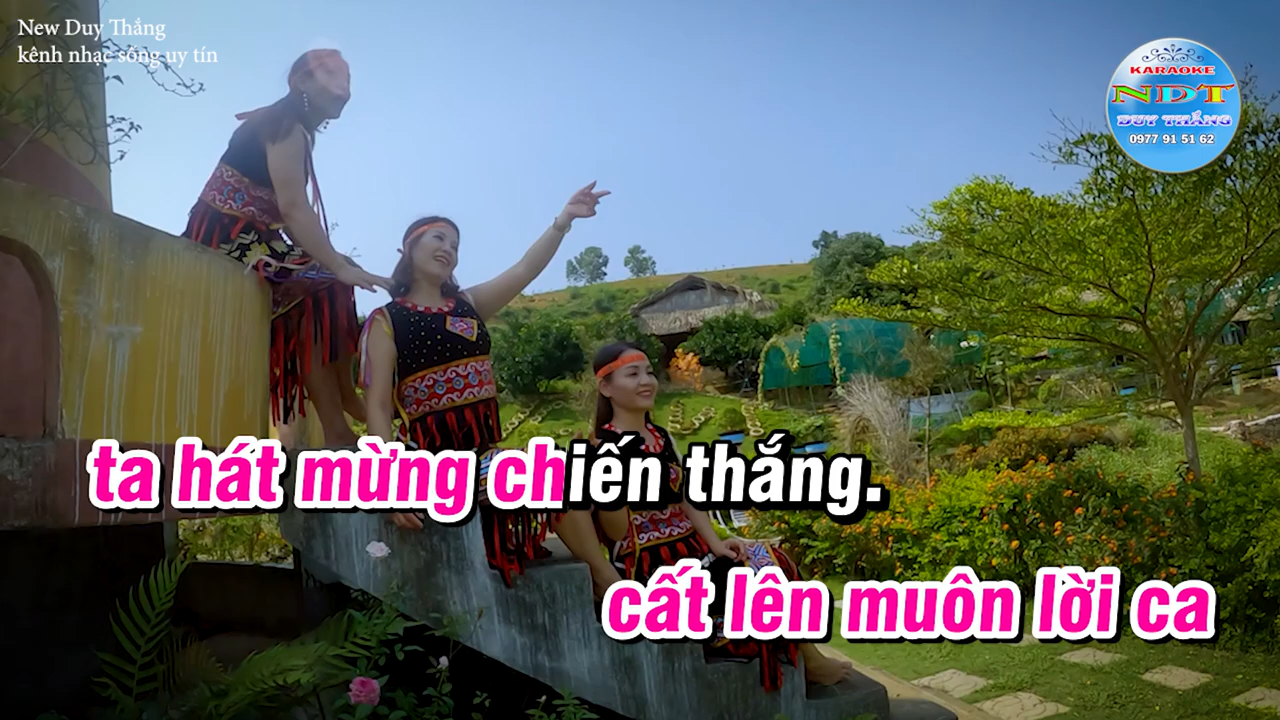 New Duy Thắng
kênh nhạc sống uy tín
KARAOKE
NDT
DUY THẮNG
0977 91 51 62
ta hát mừng chiến thắng.
cất lên muôn lời ca